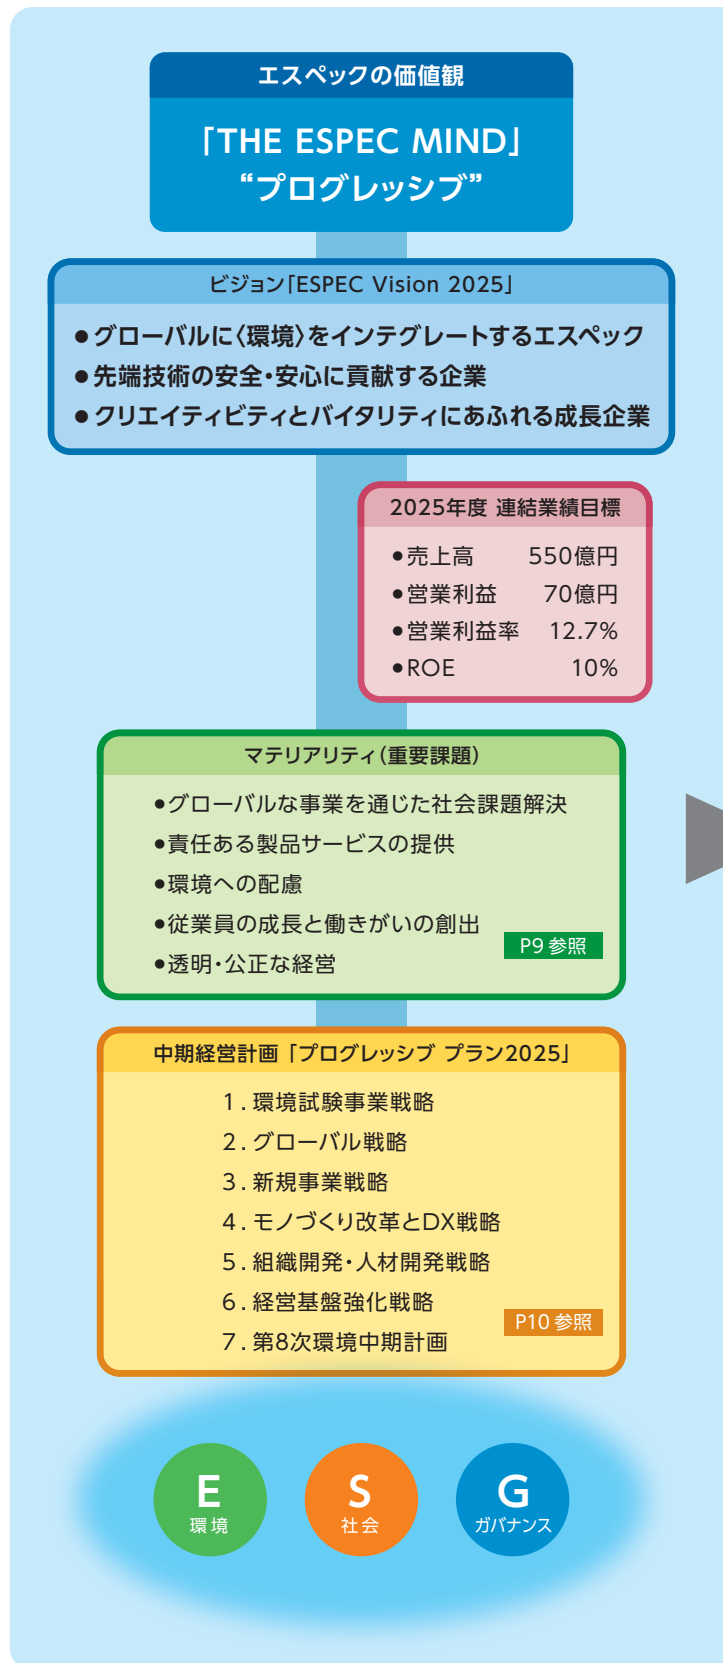 エスペックの価値観
「THE ESPEC MIND」
“プログレッシブ”
ビジョン「ESPEC Vision 2025」
●グローバルに〈環境〉をインテグレートするエスペック
●先端技術の安全・安心に貢献する企業
●クリエイティビティとバイタリティにあふれる成長企業
2025年度 連結業績目標
●売上高 550億円
●営業利益 70億円
●営業利益率 12.7%
●ROE 10%
マテリアリティ（重要課題）
●グローバルな事業を通じた社会課題解決
●責任ある製品サービスの提供
●環境への配慮
●従業員の成長と働きがいの創出
P9 参照
●透明・公正な経営
中期経営計画「プログレッシブ プラン2025」
1. 環境試験事業戦略
2. グローバル戦略
3. 新規事業戦略
4. モノづくり改革とDX戦略
5. 組織開発・人材開発戦略
6. 経営基盤強化戦略
P10 参照
7. 第8次環境中期計画
E
環境
S
社会
G
ガバナンス